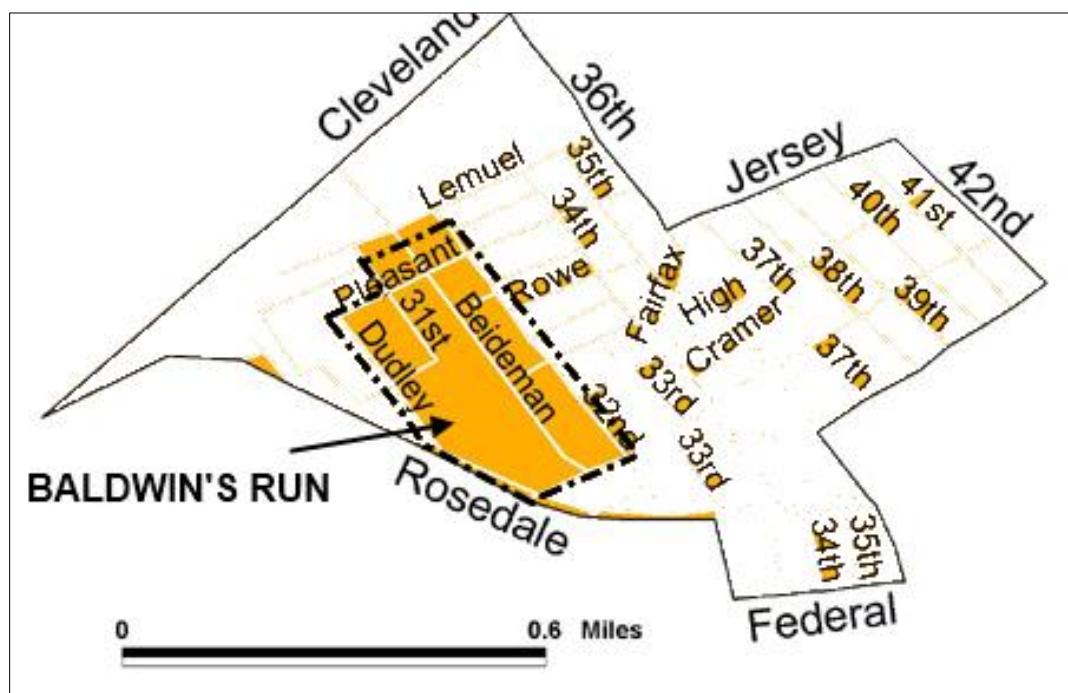 Cleveland
36th
Jersey
42nd
Lemuel
35th
34th
41st
40th
Pleasant
Rowe
Fairfax
37th
38th
39th
High
Cramer
31st
Beideman
Dudley
37th
33rd
32nd
33rd
BALDWIN'S RUN
Rosedale
34th
35th
Federal
0
0.6 Miles